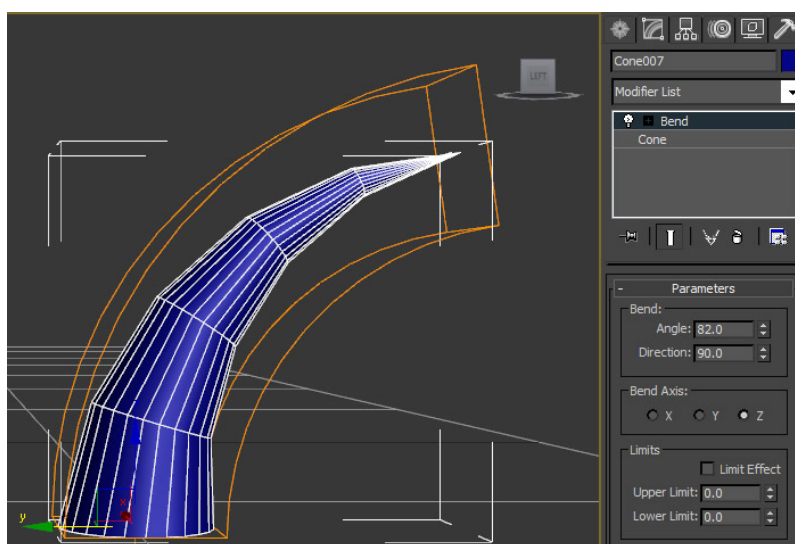 LEFT
y
x
Cone007
Modifier List
Bend
Cone
- Parameters
Bend:
Angle: 82.0
Direction: 90.0
Bend Axis:
X Y Z
Limits
Limit Effect
Upper Limit: 0.0
Lower Limit: 0.0